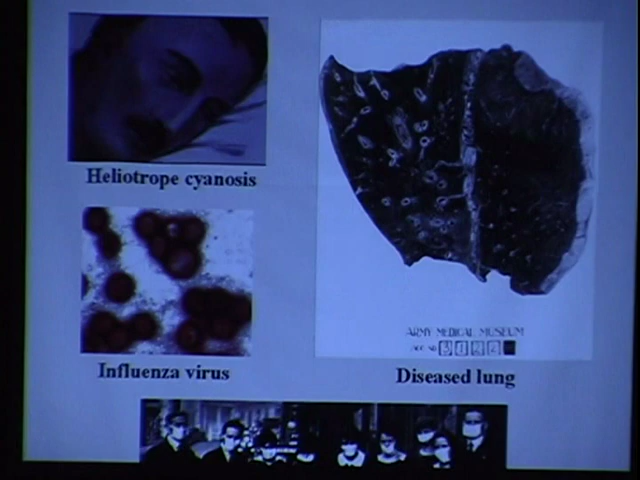 Heliotrope cyanosis
Influenza virus
ARMY MEDICAL MUSEUM
Diseased lung